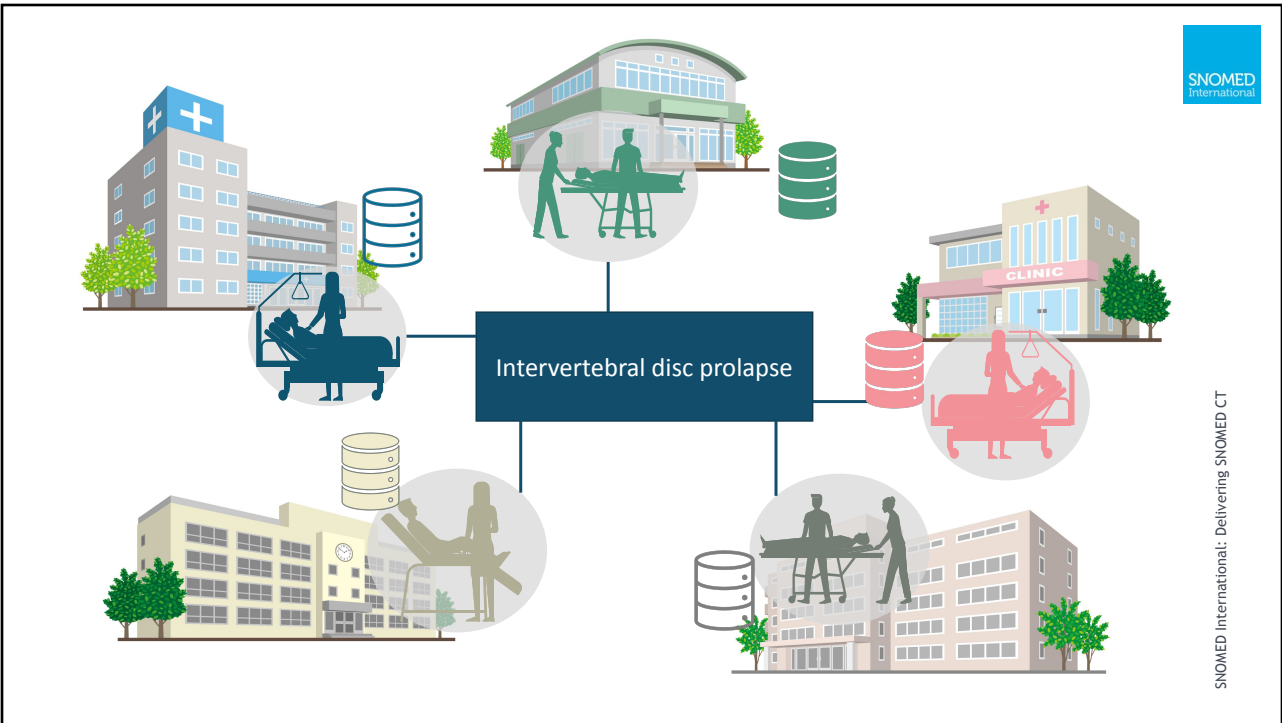 SNOMED
International
CLINIC
Intervertebral disc prolapse
SNOMED International: Delivering SNOMED CT